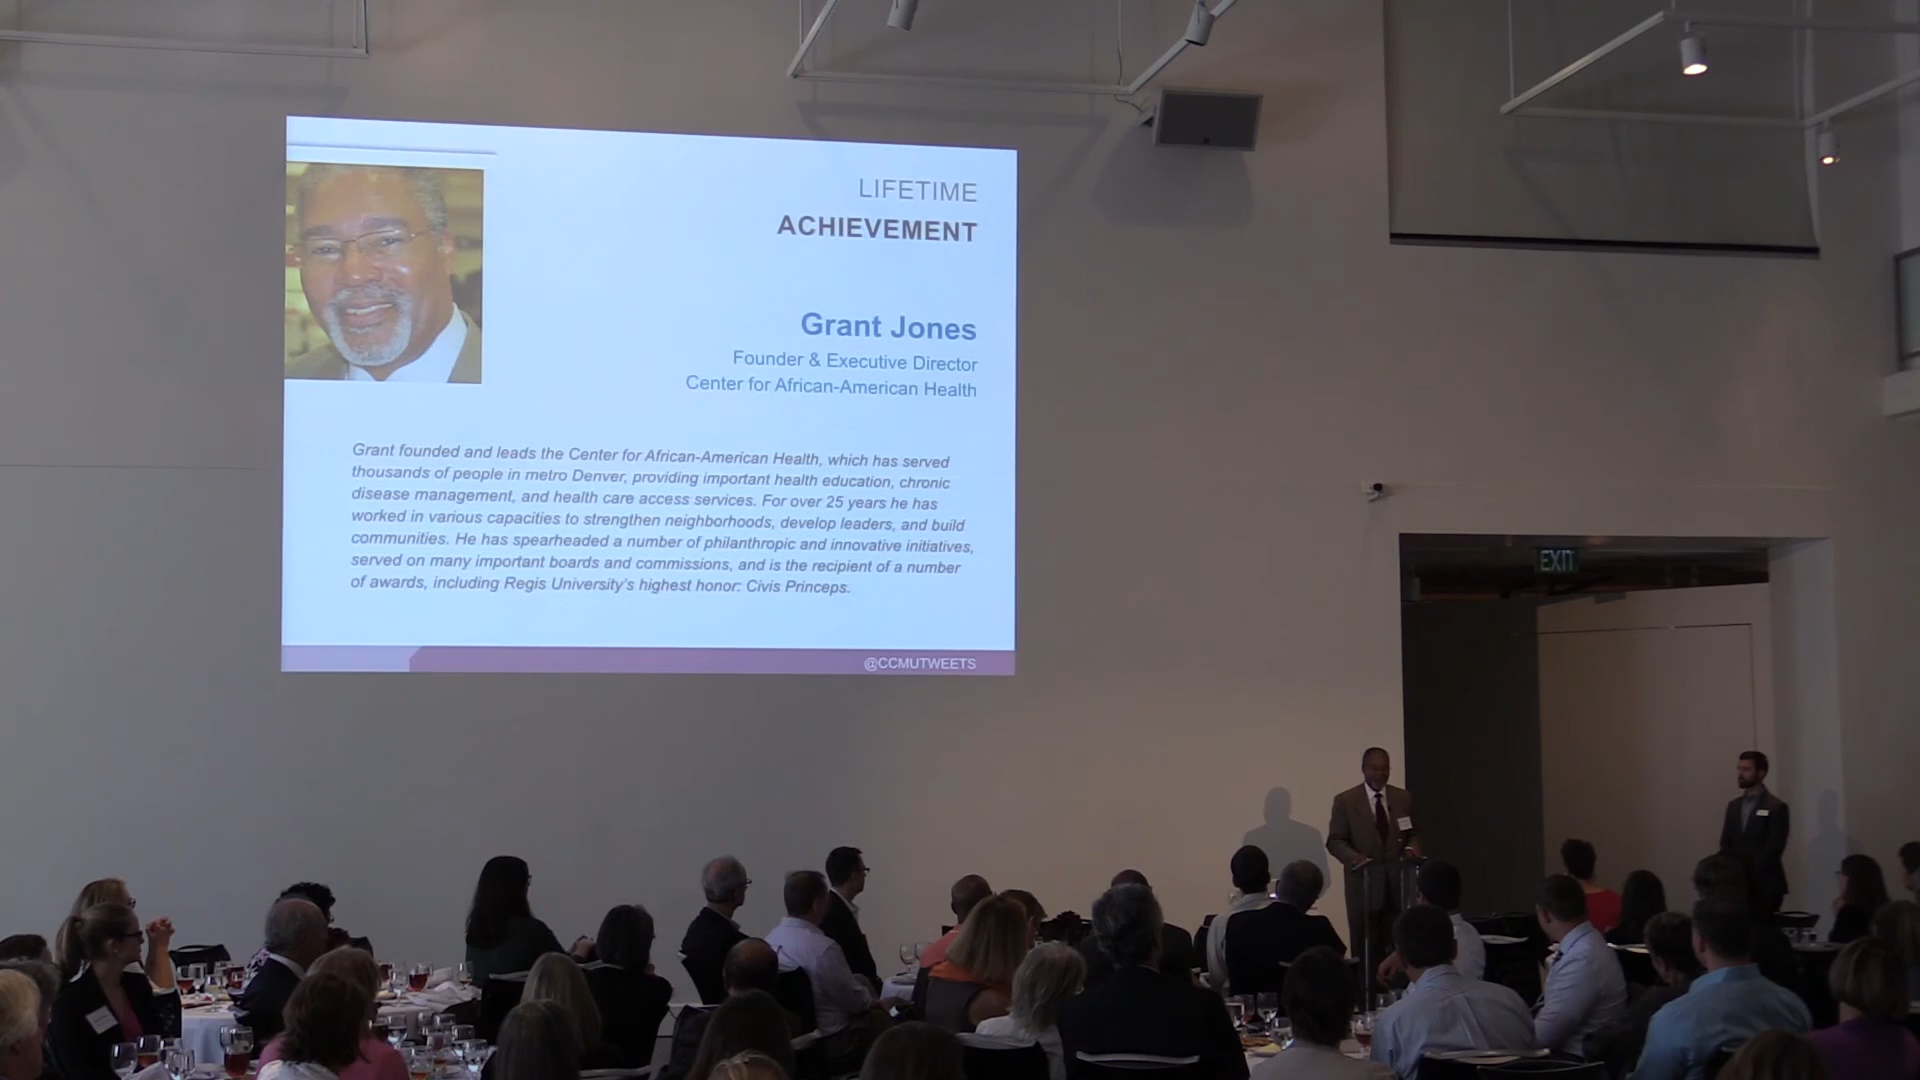 LIFETIME
ACHIEVEMENT
Grant Jones
Founder & Executive Director
Center for African-American Health
Grant founded and leads the Center for African-American Health, which has served
thousands of people in metro Denver, providing important health education, chronic
disease management, and health care access services. For over 25 years he has
worked in various capacities to strengthen neighborhoods, develop leaders, and build
communities. He has spearheaded a number of philanthropic and innovative initiatives,
served on many important boards and commissions, and is the recipient of a number
of awards, including Regis University's highest honor: Civis Princeps.
@CCMUTWEETS
EXIT